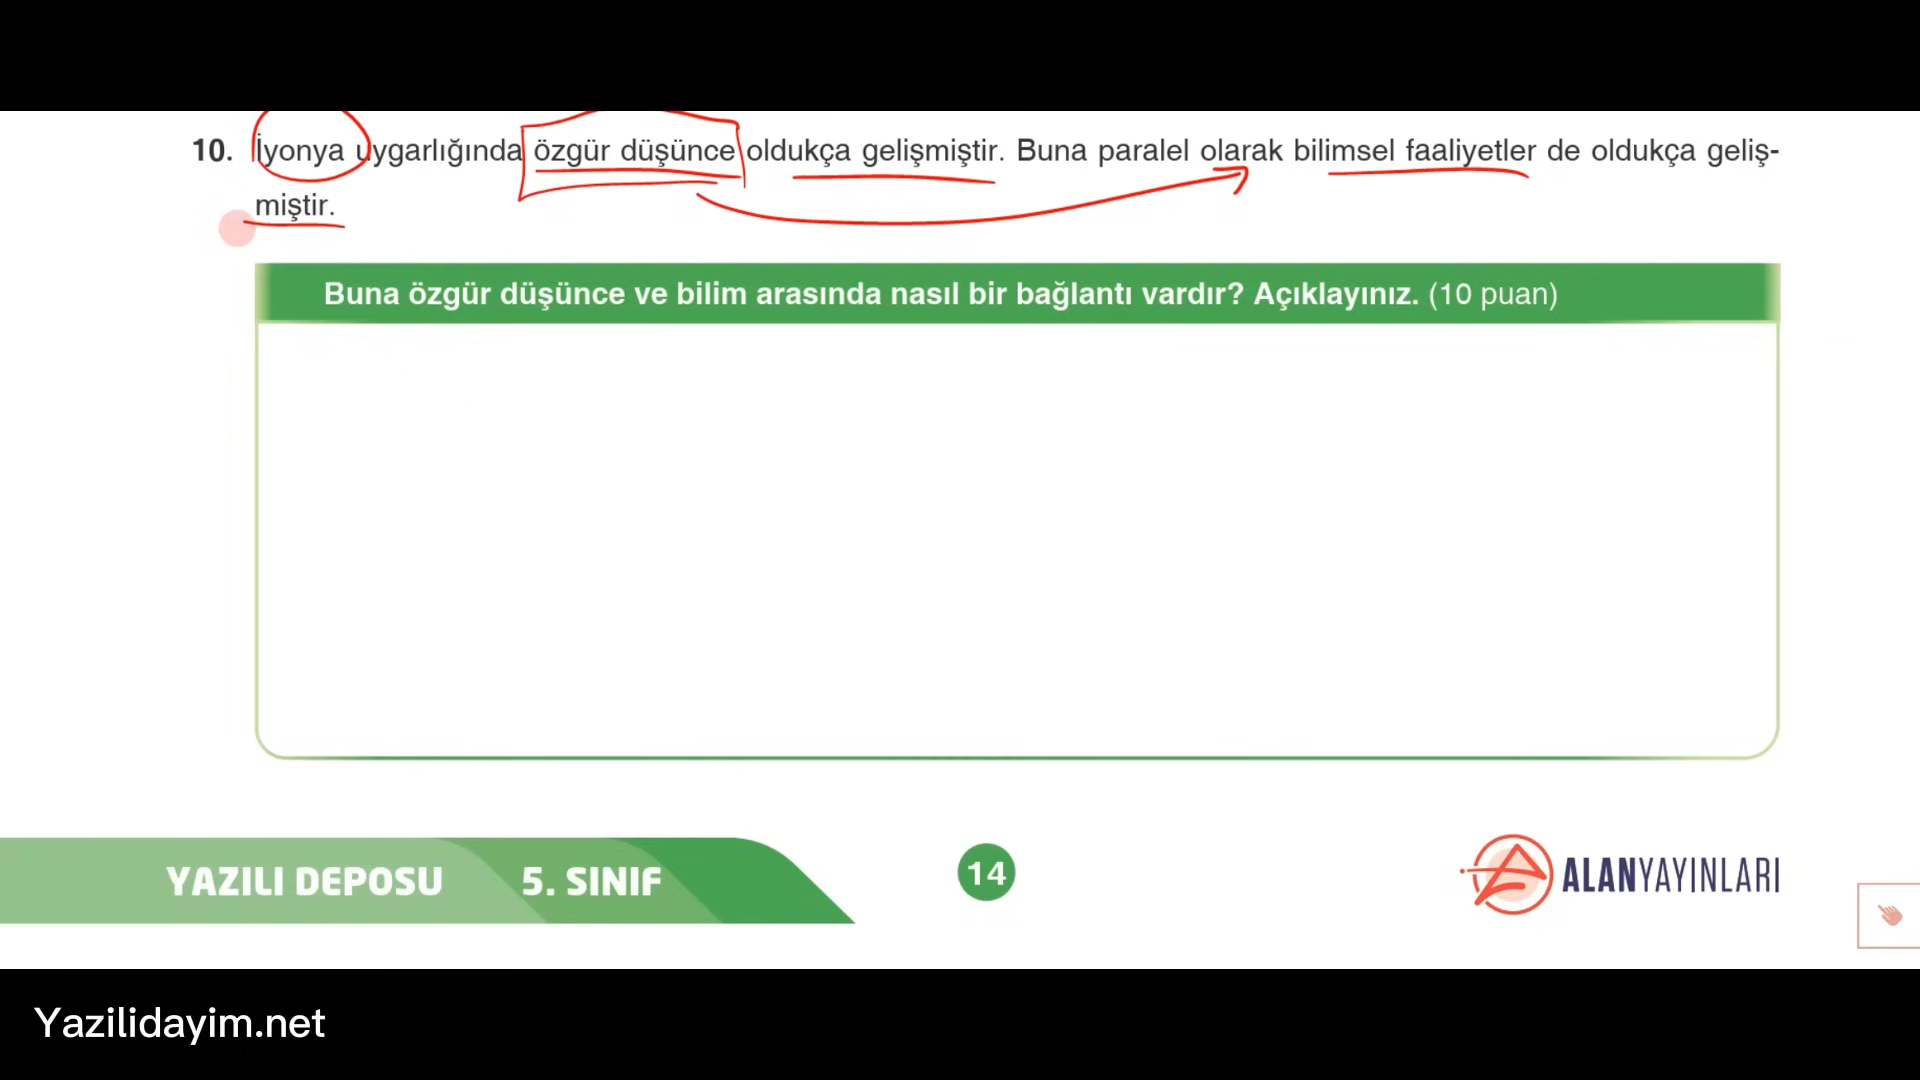 10. İyonya uygarlığında özgür düşünce oldukça gelişmiştir. Buna paralel olarak bilimsel faaliyetler de oldukça geliş-
miştir.
Buna özgür düşünce ve bilim arasında nasıl bir bağlantı vardır? Açıklayınız. (10 puan)
YAZILI DEPOSU 5. SINIF 14 ALANYAYINLARI
Yazilidayim.net